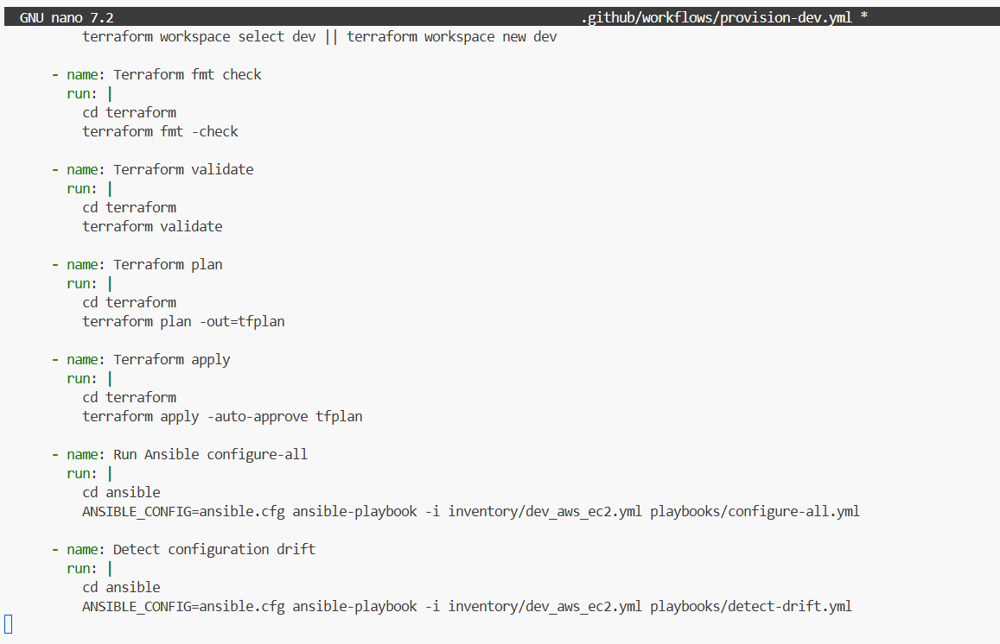 GNU nano 7.2 .github/workflows/provision-dev.yml *
terraform workspace select dev || terraform workspace new dev
- name: Terraform fmt check
run: |
cd terraform
terraform fmt -check
- name: Terraform validate
run: |
cd terraform
terraform validate
- name: Terraform plan
run: |
cd terraform
terraform plan -out=tfplan
- name: Terraform apply
run: |
cd terraform
terraform apply -auto-approve tfplan
- name: Run Ansible configure-all
run: |
cd ansible
ANSIBLE_CONFIG=ansible.cfg ansible-playbook -i inventory/dev_aws_ec2.yml playbooks/configure-all.yml
- name: Detect configuration drift
run: |
cd ansible
ANSIBLE_CONFIG=ansible.cfg ansible-playbook -i inventory/dev_aws_ec2.yml playbooks/detect-drift.yml